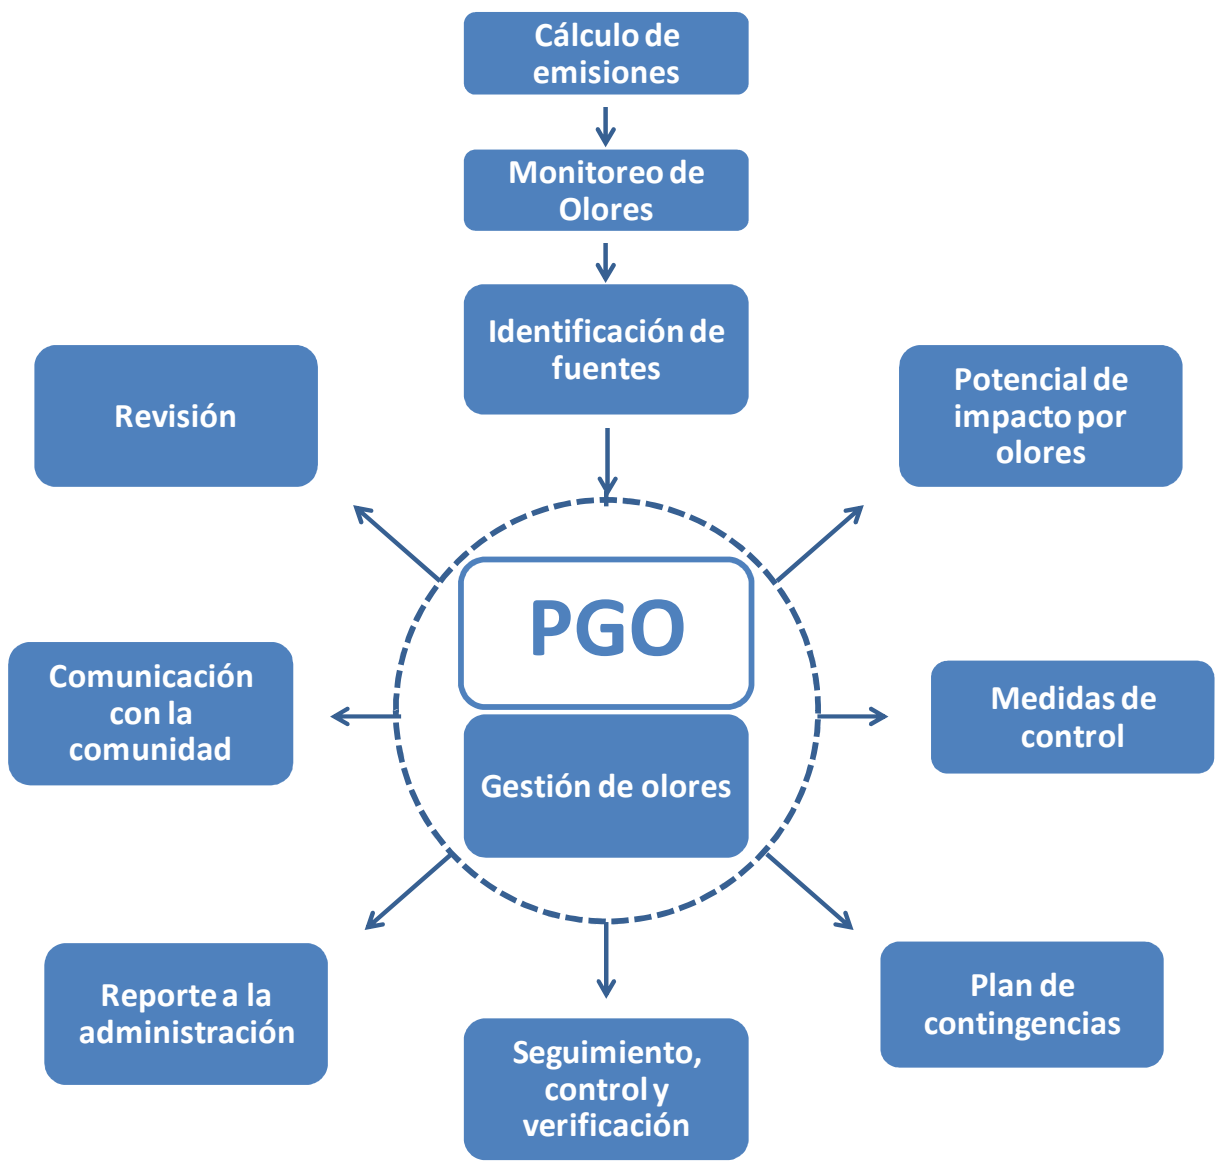 Cálculo de
emisiones
Monitoreo de
Olores
Identificación de
fuentes
Revisión
Potencial de
impacto por
olores
PGO
Gestión de olores
Comunicación
con la
comunidad
Medidas de
control
Reporte a la
administración
Plan de
contingencias
Seguimiento,
control y
verificación